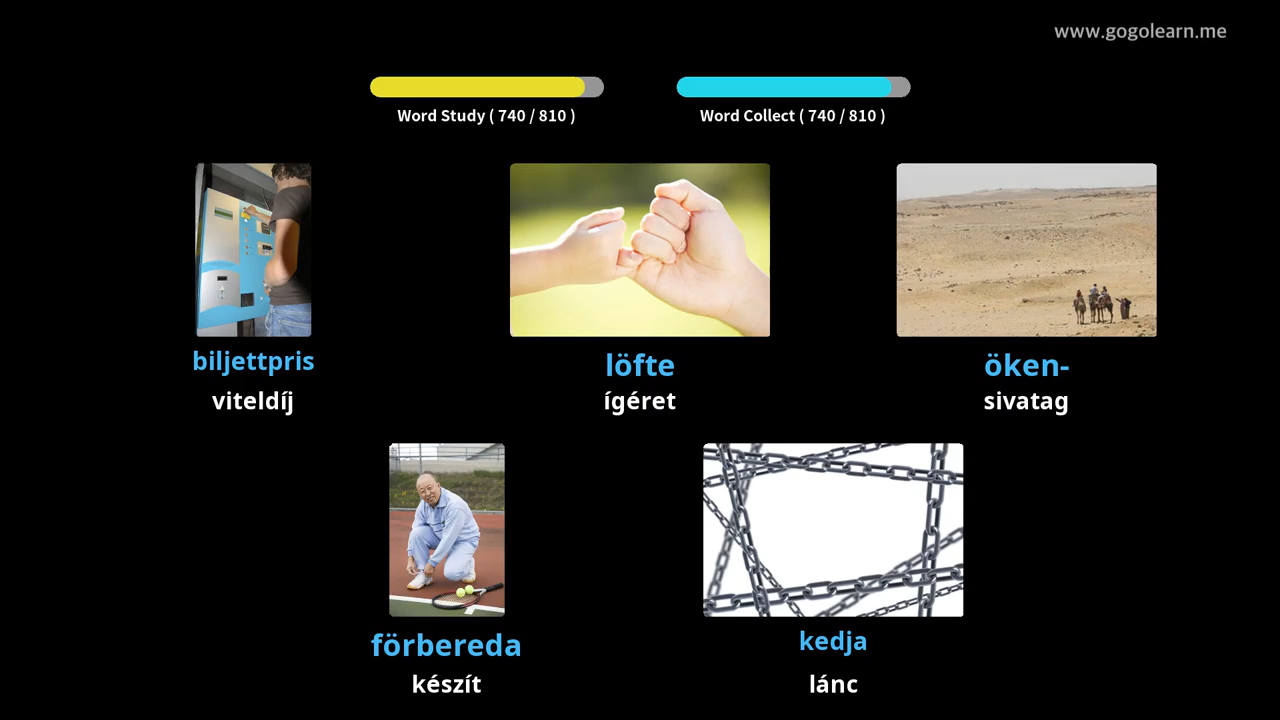 www.gogolearn.me
Word Study ( 740 / 810 )
Word Collect ( 740 / 810 )
biljettpris
viteldíj
löfte
ígéret
öken-
sivatag
förbereda
készít
kedja
lánc